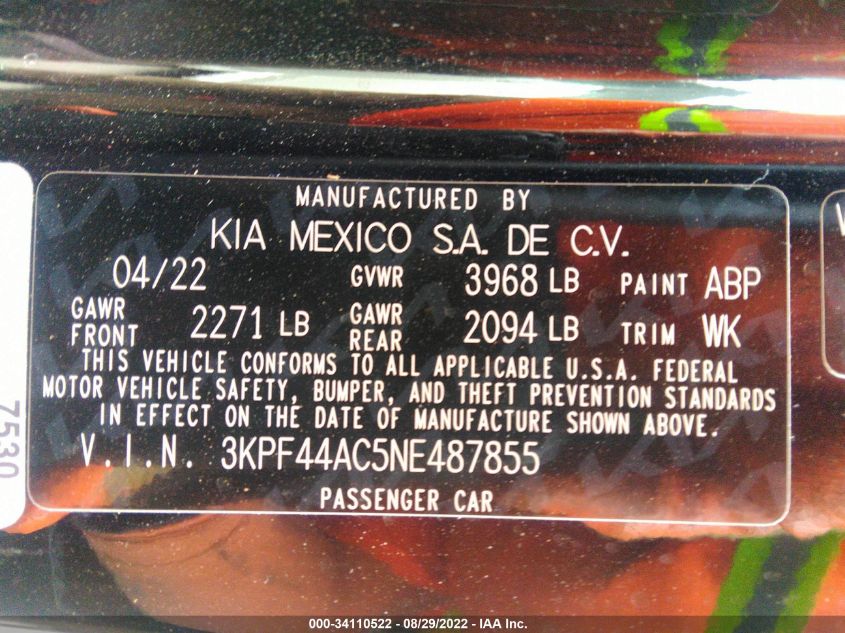 MANUFACTURED BY
KIA MEXICO S.A. DE C.V.
04/22 GVWR 3968 LB PAINT ABP
GAWR FRONT 2271 LB GAWR REAR 2094 LB TRIM WK
THIS VEHICLE CONFORMS TO ALL APPLICABLE U.S.A. FEDERAL
MOTOR VEHICLE SAFETY, BUMPER, AND THEFT PREVENTION STANDARDS
IN EFFECT ON THE DATE OF MANUFACTURE SHOWN ABOVE.
V.I.N. 3KPF44AC5NE487855
PASSENGER CAR
7530
000-34110522 - 08/29/2022 - IAA Inc.